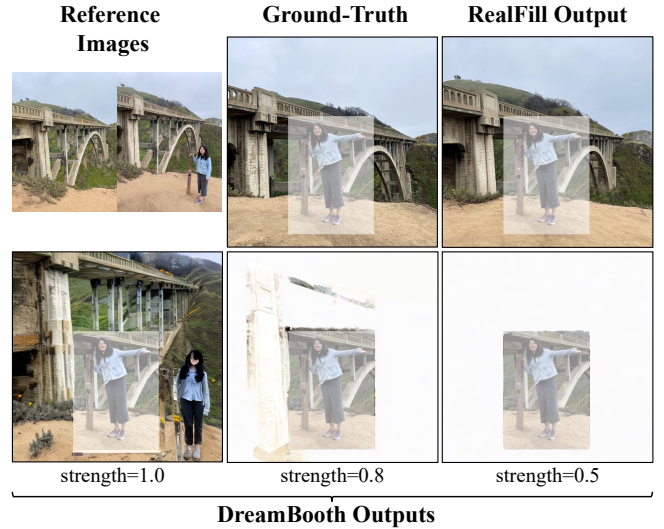 Reference
Images
Ground-Truth
RealFill Output
strength=1.0
strength=0.8
strength=0.5
DreamBooth Outputs